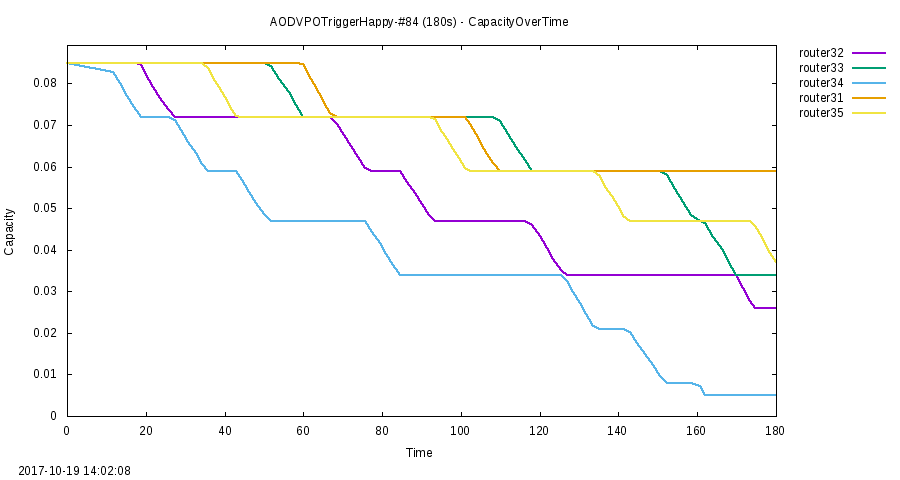 AODVPOTriggerHappy-#84 (180s) - CapacityOverTime
router32
router33
router34
router31
router35
0.08
0.07
0.06
0.05
0.04
0.03
0.02
0.01
0
Capacity
0 20 40 60 80 100 120 140 160 180
Time
2017-10-19 14:02:08